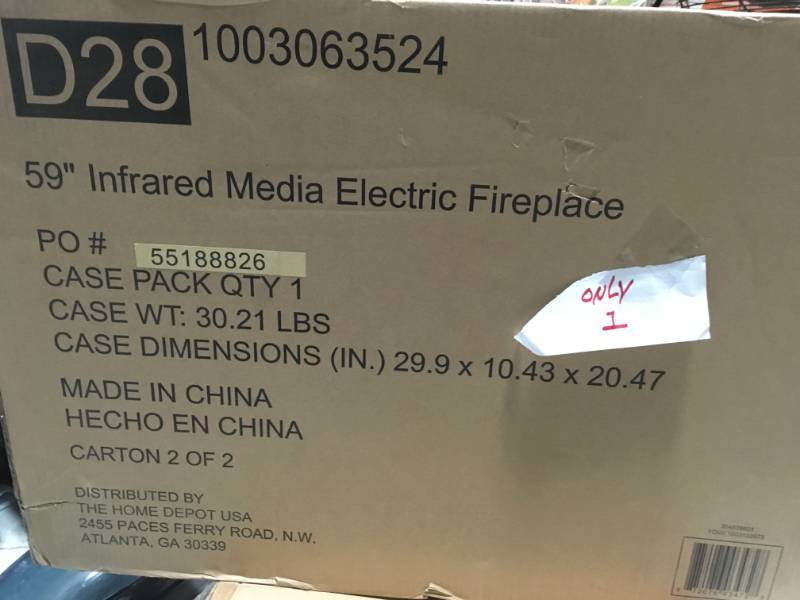 D28 1003063524
59" Infrared Media Electric Fireplace
PO # 55188826
CASE PACK QTY 1
ONLY
1
CASE WT: 30.21 LBS
CASE DIMENSIONS (IN.) 29.9 x 10.43 x 20.47
MADE IN CHINA
HECHO EN CHINA
CARTON 2 OF 2
DISTRIBUTED BY
THE HOME DEPOT USA
2455 PACES FERRY ROAD, N.W.
ATLANTA, GA 30339